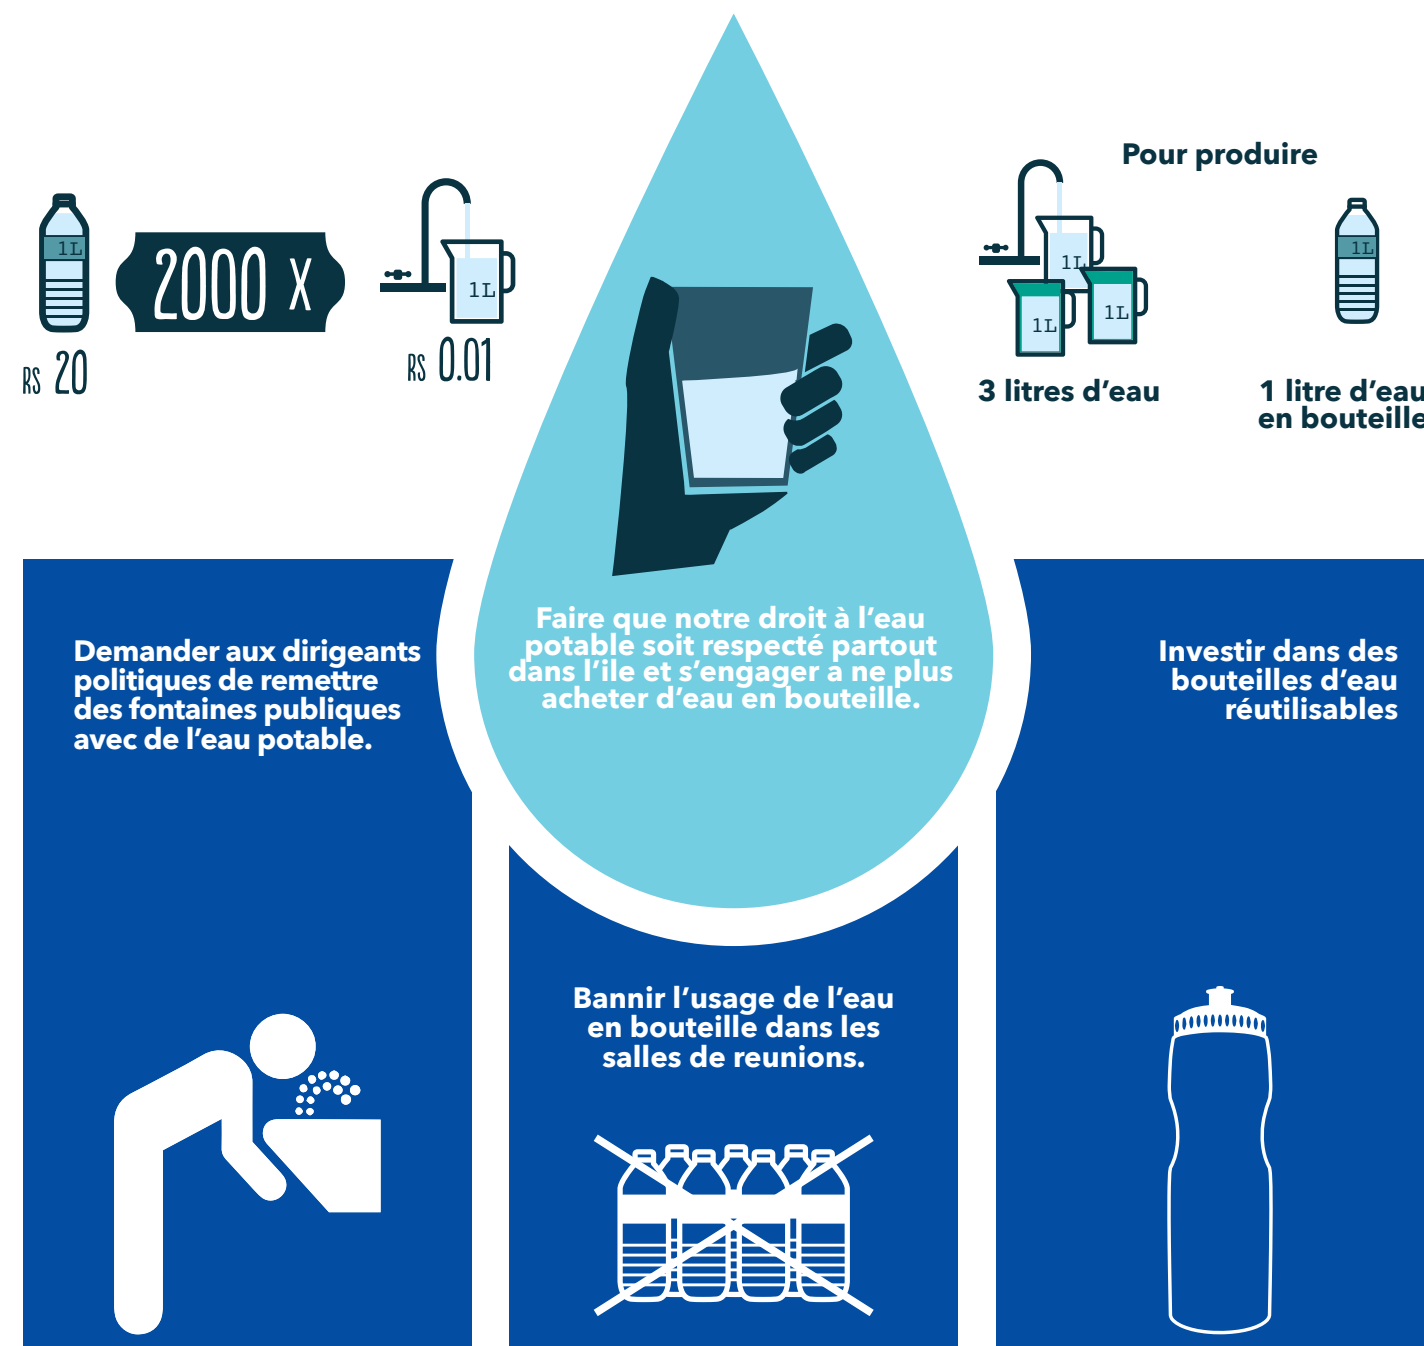 1L
RS 20
2000 X
1L
RS 0.01
Pour produire
1L
1L
1L
3 litres d'eau
1L
1 litre d'eau
en bouteille
Faire que notre droit à l'eau
potable soit respecté partout
dans l'ile et s'engager a ne plus
acheter d'eau en bouteille.
Demander aux dirigeants
politiques de remettre
des fontaines publiques
avec de l'eau potable.
Bannir l'usage de l'eau
en bouteille dans les
salles de reunions.
Investir dans des
bouteilles d'eau
réutilisables